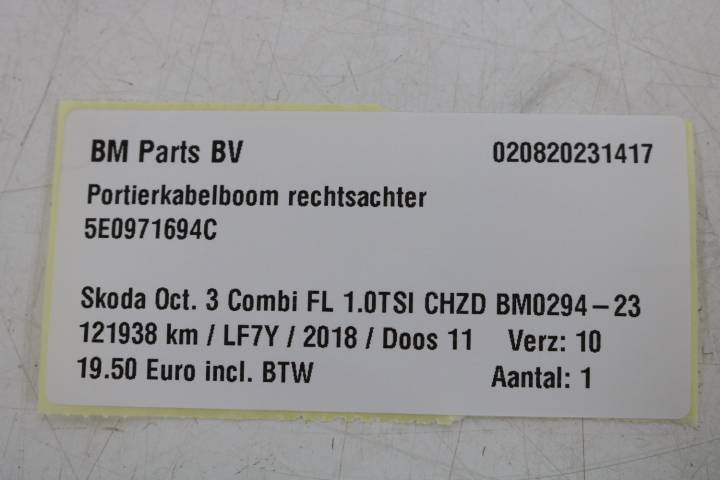 BM Parts BV 020820231417
Portierkabelboom rechtsachter
5E0971694C
Skoda Oct. 3 Combi FL 1.0TSI CHZD BM0294-23
121938 km / LF7Y / 2018 / Doos 11 Verz: 10
19.50 Euro incl. BTW Aantal: 1